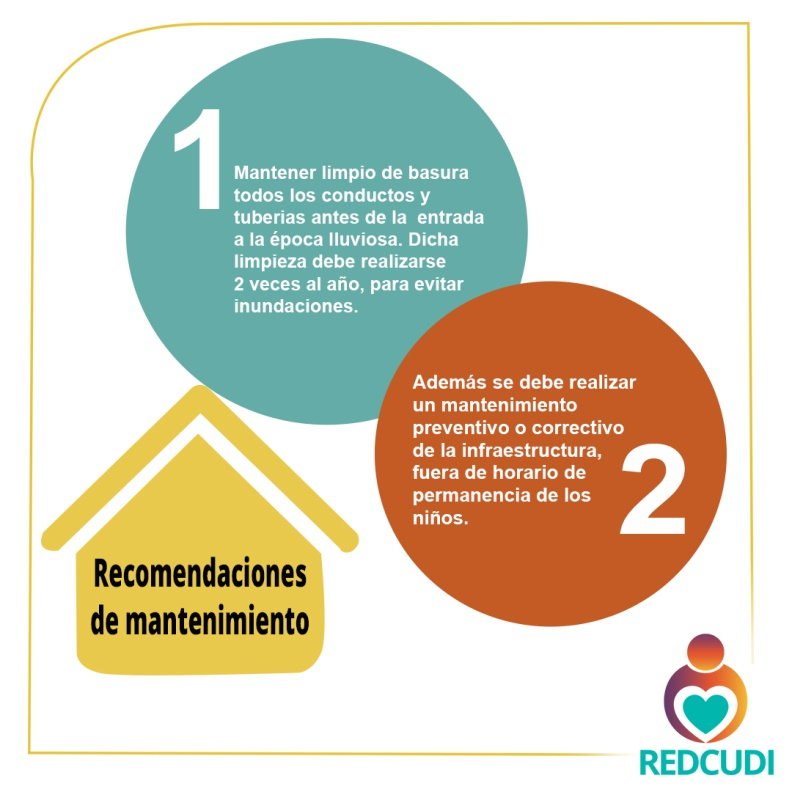 1
Mantener limpio de basura
todos los conductos y
tuberias antes de la entrada
a la época lluviosa. Dicha
limpieza debe realizarse
2 veces al año, para evitar
inundaciones.
Además se debe realizar
un mantenimiento
preventivo o correctivo
de la infraestructura,
fuera de horario de
permanencia de los
niños.
2
Recomendaciones
de mantenimiento
REDCUDI